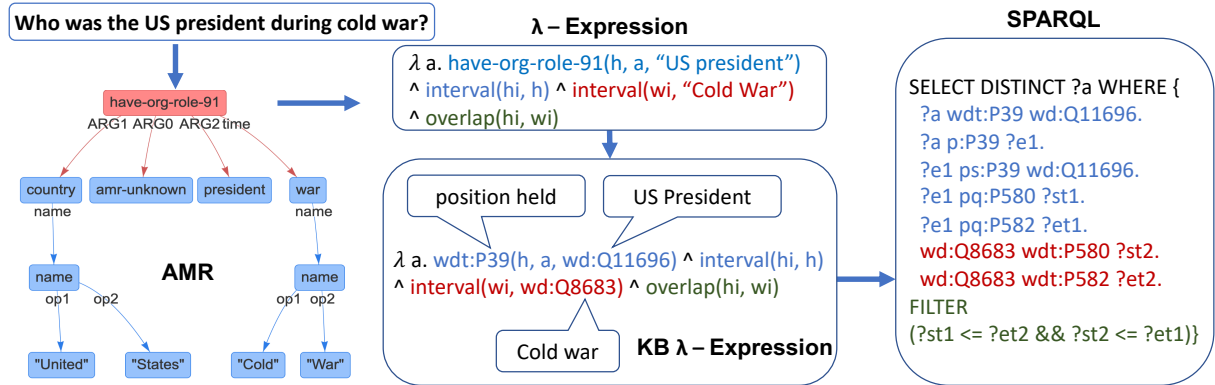 Who was the US president during cold war?
have-org-role-91
ARG1 ARG0 ARG2 time
country amr-unknown president war
name name
name name
AMR
op1 op2 op1 op2
"United" "States" "Cold" "War"
λ – Expression
λ a. have-org-role-91(h, a, “US president”)
^ interval(hi, h) ^ interval(wi, “Cold War”)
^ overlap(hi, wi)
position held US President
λ a. wdt:P39(h, a, wd:Q11696) ^ interval(hi, h)
^ interval(wi, wd:Q8683) ^ overlap(hi, wi)
Cold war
KB λ – Expression
SPARQL
SELECT DISTINCT ?a WHERE {
?a wdt:P39 wd:Q11696.
?a p:P39 ?e1.
?e1 ps:P39 wd:Q11696.
?e1 pq:P580 ?st1.
?e1 pq:P582 ?et1.
wd:Q8683 wdt:P580 ?st2.
wd:Q8683 wdt:P582 ?et2.
FILTER
(?st1 <= ?et2 && ?st2 <= ?et1)}